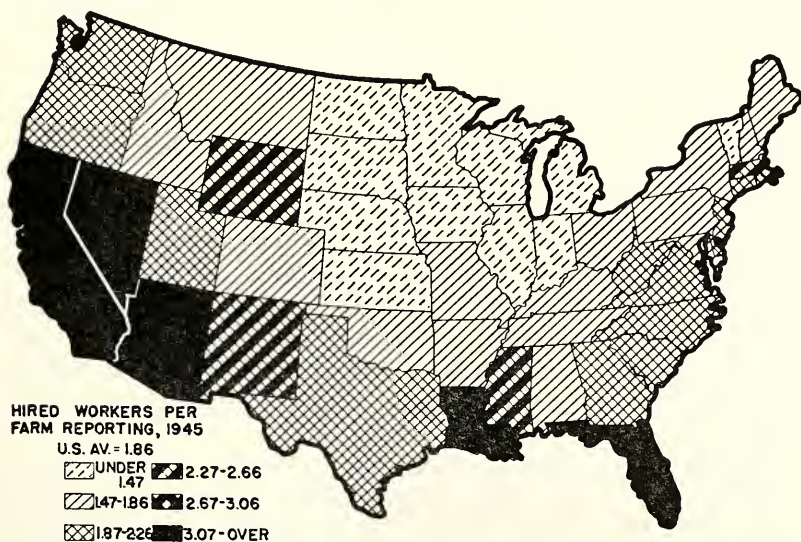 HIRED WORKERS PER
FARM REPORTING, 1945
U.S. AV. = 1.86
UNDER 1.47
2.27-2.66
1.47-1.86
2.67-3.06
1.87-2.26
3.07-OVER